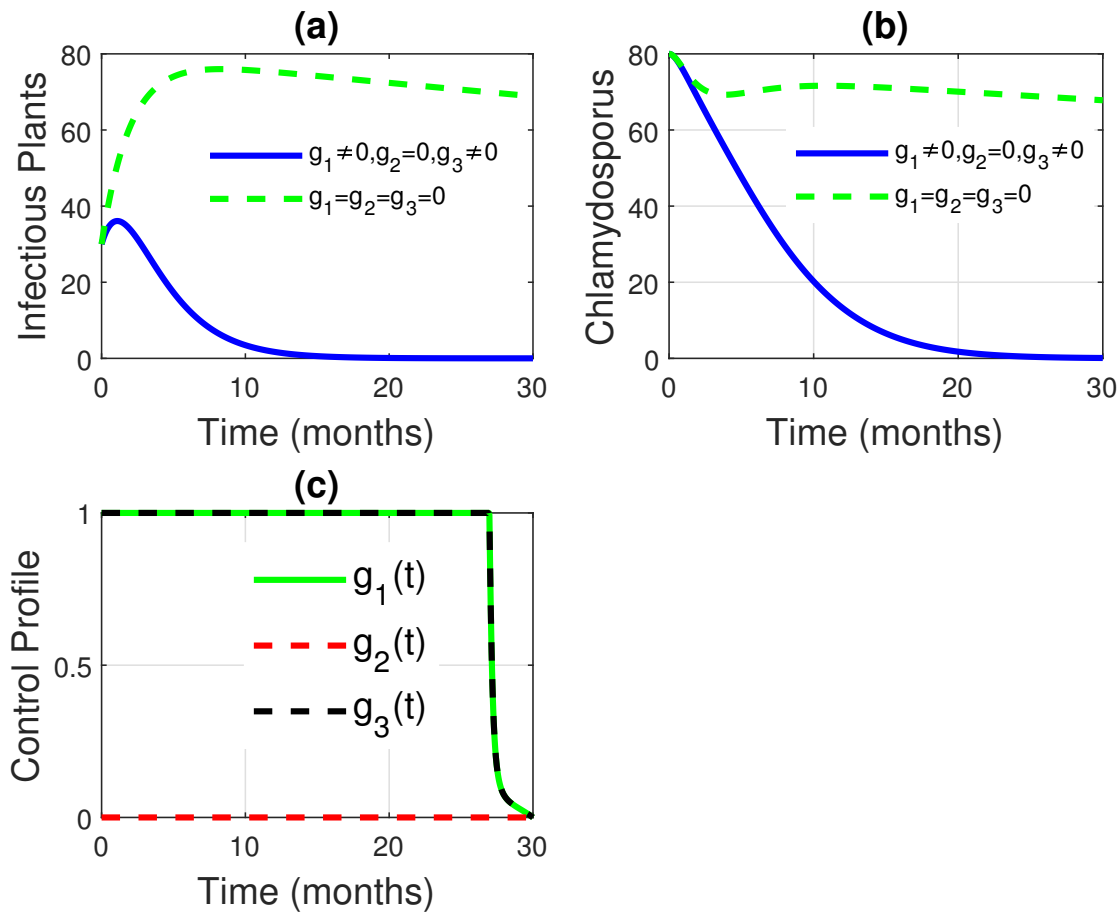 (a)
Infectious Plants
80
60
40
20
0
g₁≠0,g₂=0,g₃≠0
g₁=g₂=g₃=0
0 10 20 30
Time (months)
(b)
Chlamydosporus
80
60
40
20
0
g₁≠0,g₂=0,g₃≠0
g₁=g₂=g₃=0
0 10 20 30
Time (months)
(c)
Control Profile
1
0.5
0
g₁(t)
g₂(t)
g₃(t)
0 10 20 30
Time (months)